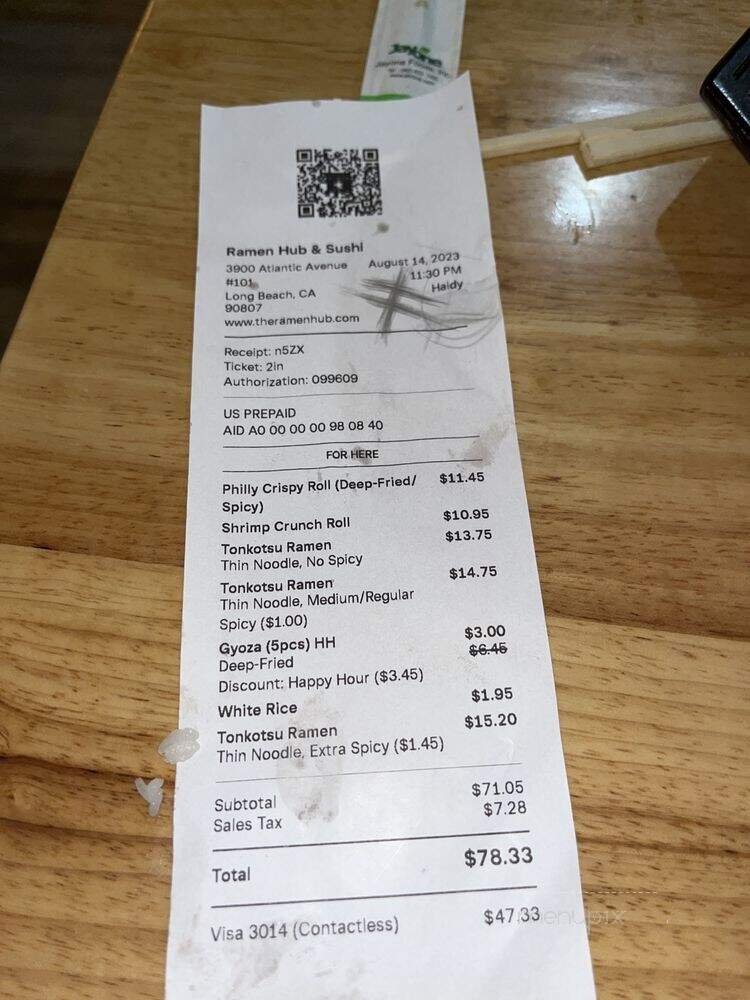 Jayone
Ramen Hub & Sushi
3900 Atlantic Avenue August 14, 2023
#101 11:30 PM
Long Beach, CA Haidy
90807
www.theramenhub.com
Receipt: n5ZX
Ticket: 2in
Authorization: 099609
US PREPAID
AID A0 00 00 00 98 08 40
FOR HERE
Philly Crispy Roll (Deep-Fried/ $11.45
Spicy)
Shrimp Crunch Roll $10.95
Tonkotsu Ramen $13.75
Thin Noodle, No Spicy
Tonkotsu Ramen $14.75
Thin Noodle, Medium/Regular
Spicy ($1.00)
Gyoza (5pcs) HH $3.00
Deep-Fried $6.45
Discount: Happy Hour ($3.45)
White Rice $1.95
Tonkotsu Ramen $15.20
Thin Noodle, Extra Spicy ($1.45)
Subtotal $71.05
Sales Tax $7.28
Total $78.33
Visa 3014 (Contactless) $47.33
menupix